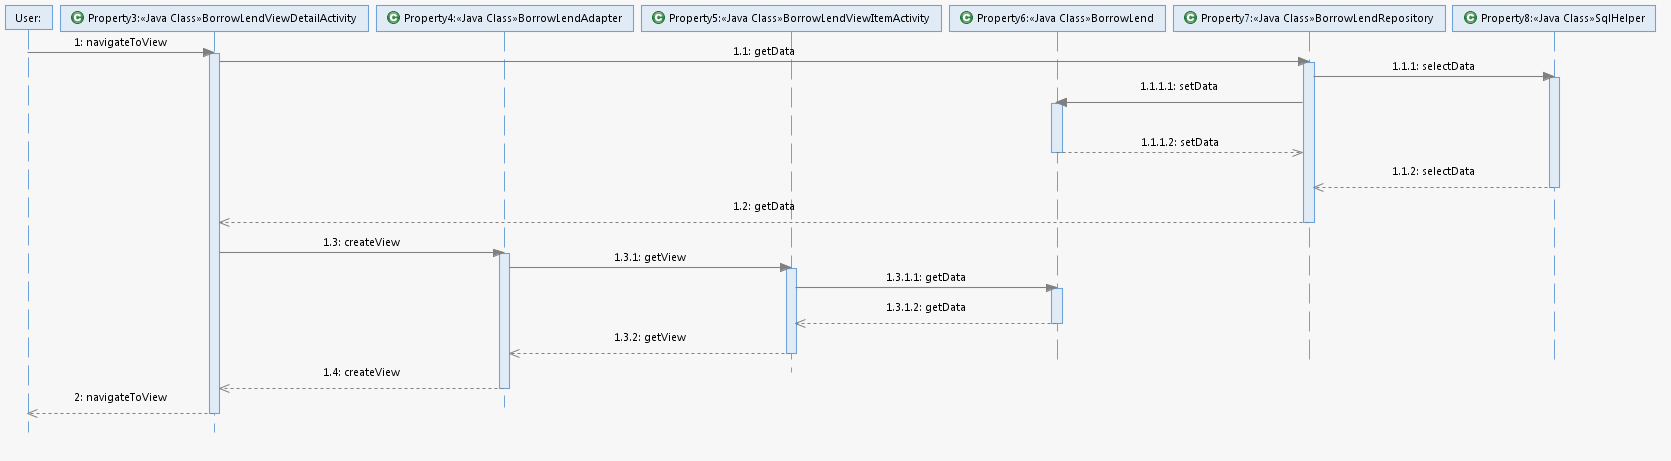 User:
C Property3:«Java Class»BorrowLendViewDetailActivity
C Property4:«Java Class»BorrowLendAdapter
C Property5:«Java Class»BorrowLendViewItemActivity
C Property6:«Java Class»BorrowLend
C Property7:«Java Class»BorrowLendRepository
C Property8:«Java Class»SqlHelper
1: navigateToView
1.1: getData
1.1.1: selectData
1.1.1.1: setData
1.1.1.2: setData
1.1.2: selectData
1.2: getData
1.3: createView
1.3.1: getView
1.3.1.1: getData
1.3.1.2: getData
1.3.2: getView
1.4: createView
2: navigateToView